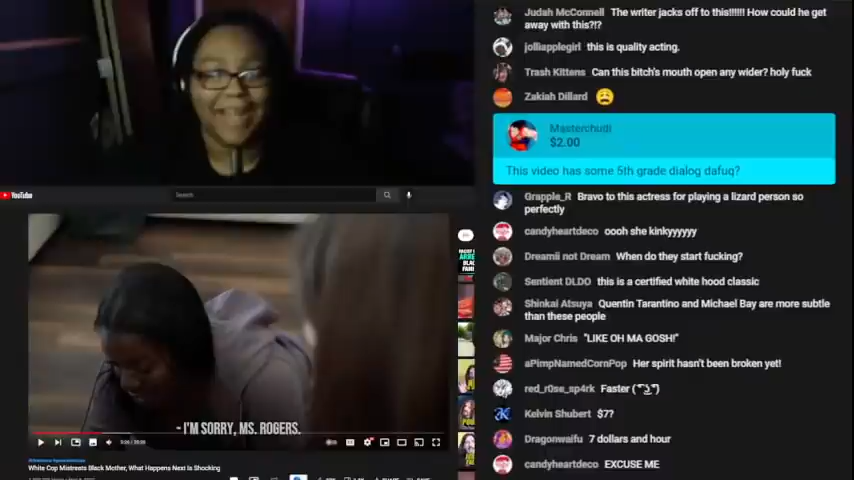 Judah McConnell The writer jacks off to this!!!!!! How could he get
away with this?!?
jolliapplegirl this is quality acting.
Trash Kittens Can this bitch's mouth open any wider? holy fuck
Zakiah Dillard 😩
Masterchudi
$2.00
This video has some 5th grade dialog dafuq?
Grapple_R Bravo to this actress for playing a lizard person so
perfectly
candyheartdeco oooh she kinkyyyyyy
Dreamii not Dream When do they start fucking?
Sentient DLDO this is a certified white hood classic
Shinkai Atsuya Quentin Tarantino and Michael Bay are more subtle
than these people
Major Chris "LIKE OH MA GOSH!"
aPimpNamedCornPop Her spirit hasn't been broken yet!
red_r0se_sp4rk Faster ( ͡° ͜ʖ ͡°)
Kelvin Shubert $7?
Dragonwaifu 7 dollars and hour
candyheartdeco EXCUSE ME
YouTube
Search
- I'M SORRY, MS. ROGERS.
White Cop Mistreats Black Mother, What Happens Next Is Shocking